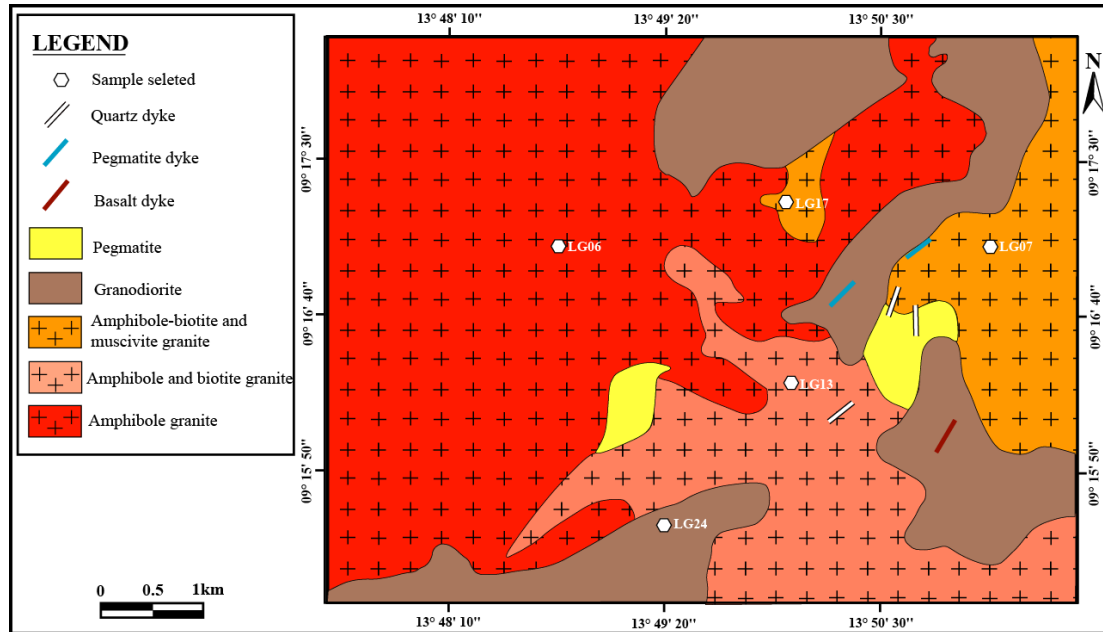 13° 48' 10''
13° 49' 20''
13° 50' 30''
LEGEND
Sample seleted
Quartz dyke
Pegmatite dyke
Basalt dyke
Pegmatite
Granodiorite
Amphibole-biotite and
muscivite granite
Amphibole and biotite granite
Amphibole granite
0
0.5
1km
N
09° 17' 30''
09° 17' 30''
LG17
LG06
LG07
09° 16' 40''
09° 16' 40''
LG13
09° 15' 50''
09° 15' 50''
LG24
13° 48' 10''
13° 49' 20''
13° 50' 30''